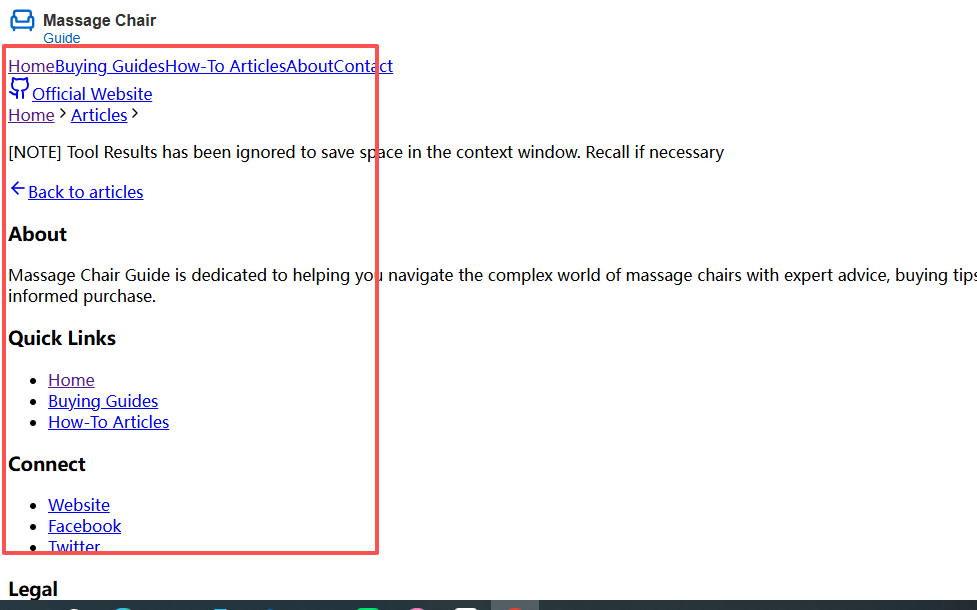 Massage Chair
Guide
HomeBuying GuidesHow-To ArticlesAboutContact
Official Website
Home > Articles >
[NOTE] Tool Results has been ignored to save space in the context window. Recall if necessary
Back to articles
About
Massage Chair Guide is dedicated to helping you navigate the complex world of massage chairs with expert advice, buying tips
informed purchase.
Quick Links
Home
Buying Guides
How-To Articles
Connect
Website
Facebook
Twitter
Legal